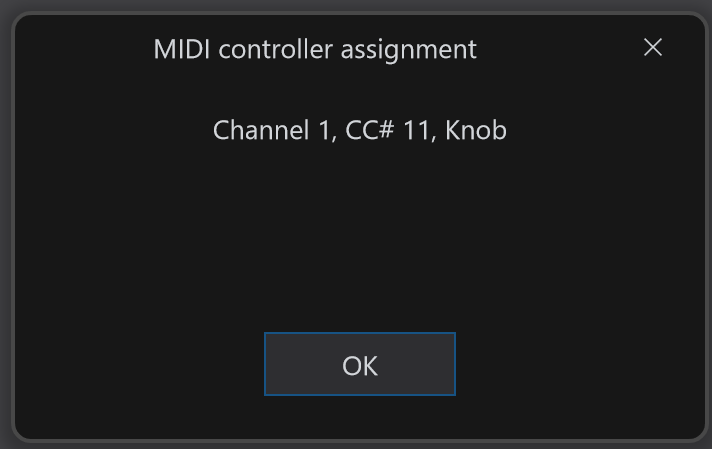 MIDI controller assignment
Channel 1, CC# 11, Knob
OK